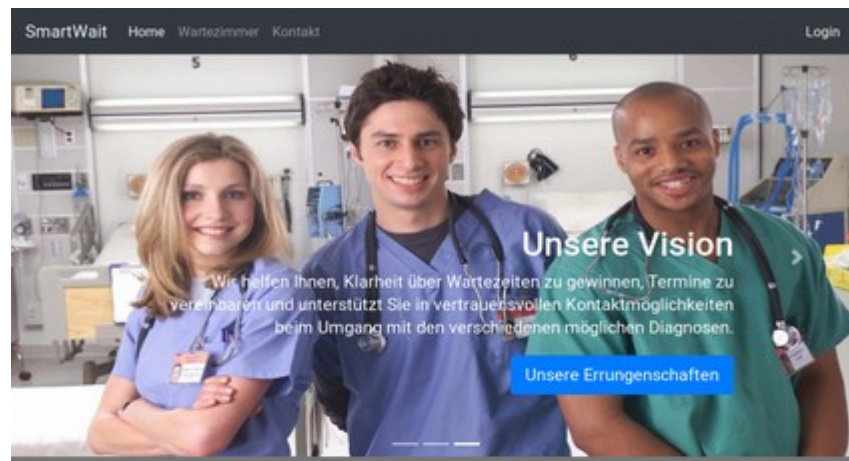 SmartWait Home Wartezimmer Kontakt Login
5
Unsere Vision
Wir helfen Ihnen, Klarheit über Wartezeiten zu gewinnen, Termine zu
vereinbaren und unterstützt Sie in vertrauensvollen Kontaktmöglichkeiten
beim Umgang mit den verschiedenen möglichen Diagnosen.
Unsere Errungenschaften